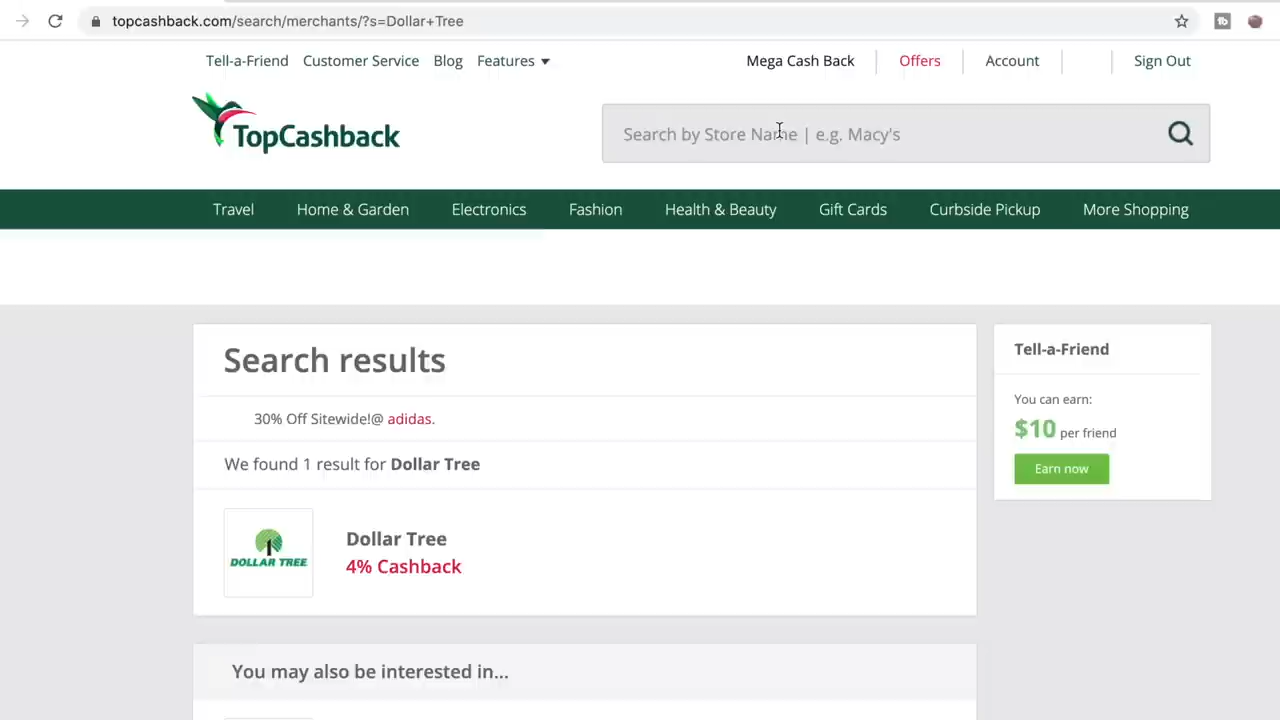 topcashback.com/search/merchants/?s=Dollar+Tree
tb
Tell-a-Friend Customer Service Blog Features Mega Cash Back Offers Account Sign Out
TopCashback
Search by Store Name | e.g. Macy's
Travel Home & Garden Electronics Fashion Health & Beauty Gift Cards Curbside Pickup More Shopping
Search results
30% Off Sitewide!@ adidas.
We found 1 result for Dollar Tree
DOLLAR TREE
Dollar Tree
4% Cashback
You may also be interested in...
Tell-a-Friend
You can earn:
$10 per friend
Earn now